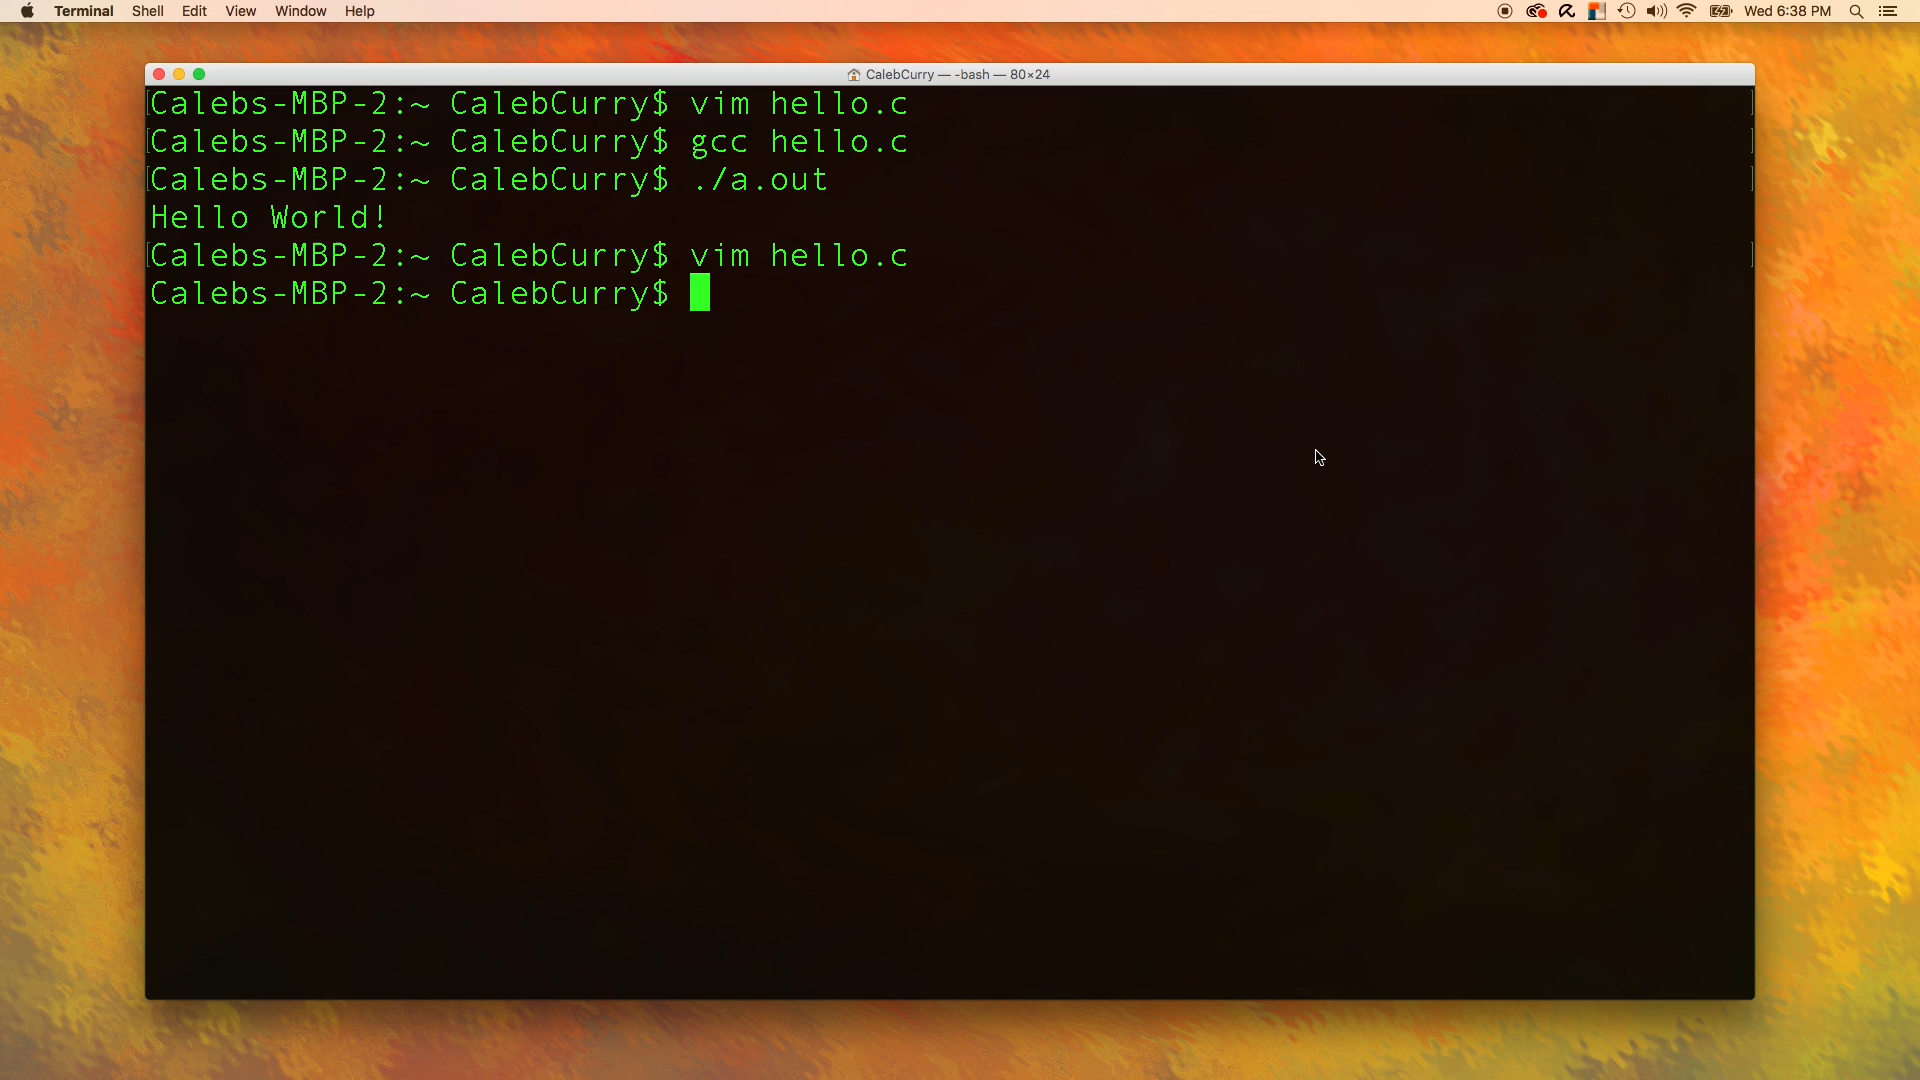 Terminal Shell Edit View Window Help Wed 6:38 PM
CalebCurry — -bash — 80×24
Calebs-MBP-2:~ CalebCurry$ vim hello.c
Calebs-MBP-2:~ CalebCurry$ gcc hello.c
Calebs-MBP-2:~ CalebCurry$ ./a.out
Hello World!
Calebs-MBP-2:~ CalebCurry$ vim hello.c
Calebs-MBP-2:~ CalebCurry$